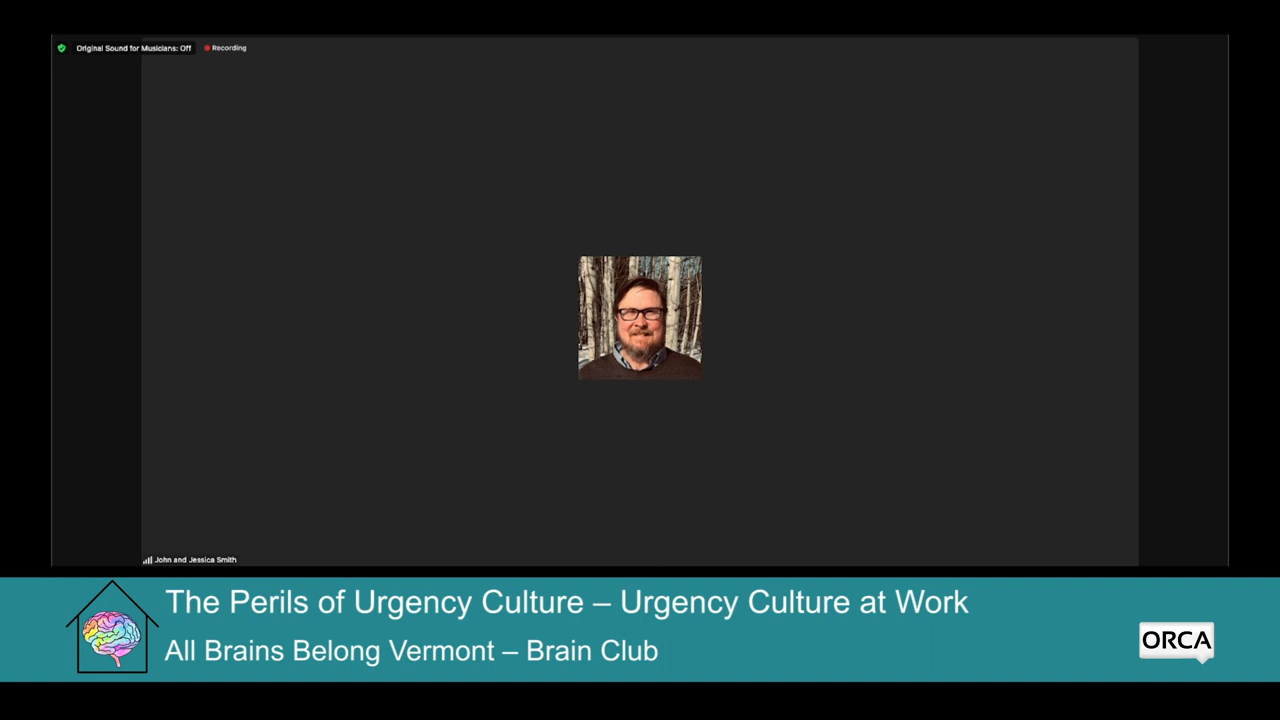 Original Sound for Musicians: Off
Recording
John and Jessica Smith
The Perils of Urgency Culture – Urgency Culture at Work
All Brains Belong Vermont – Brain Club
ORCA